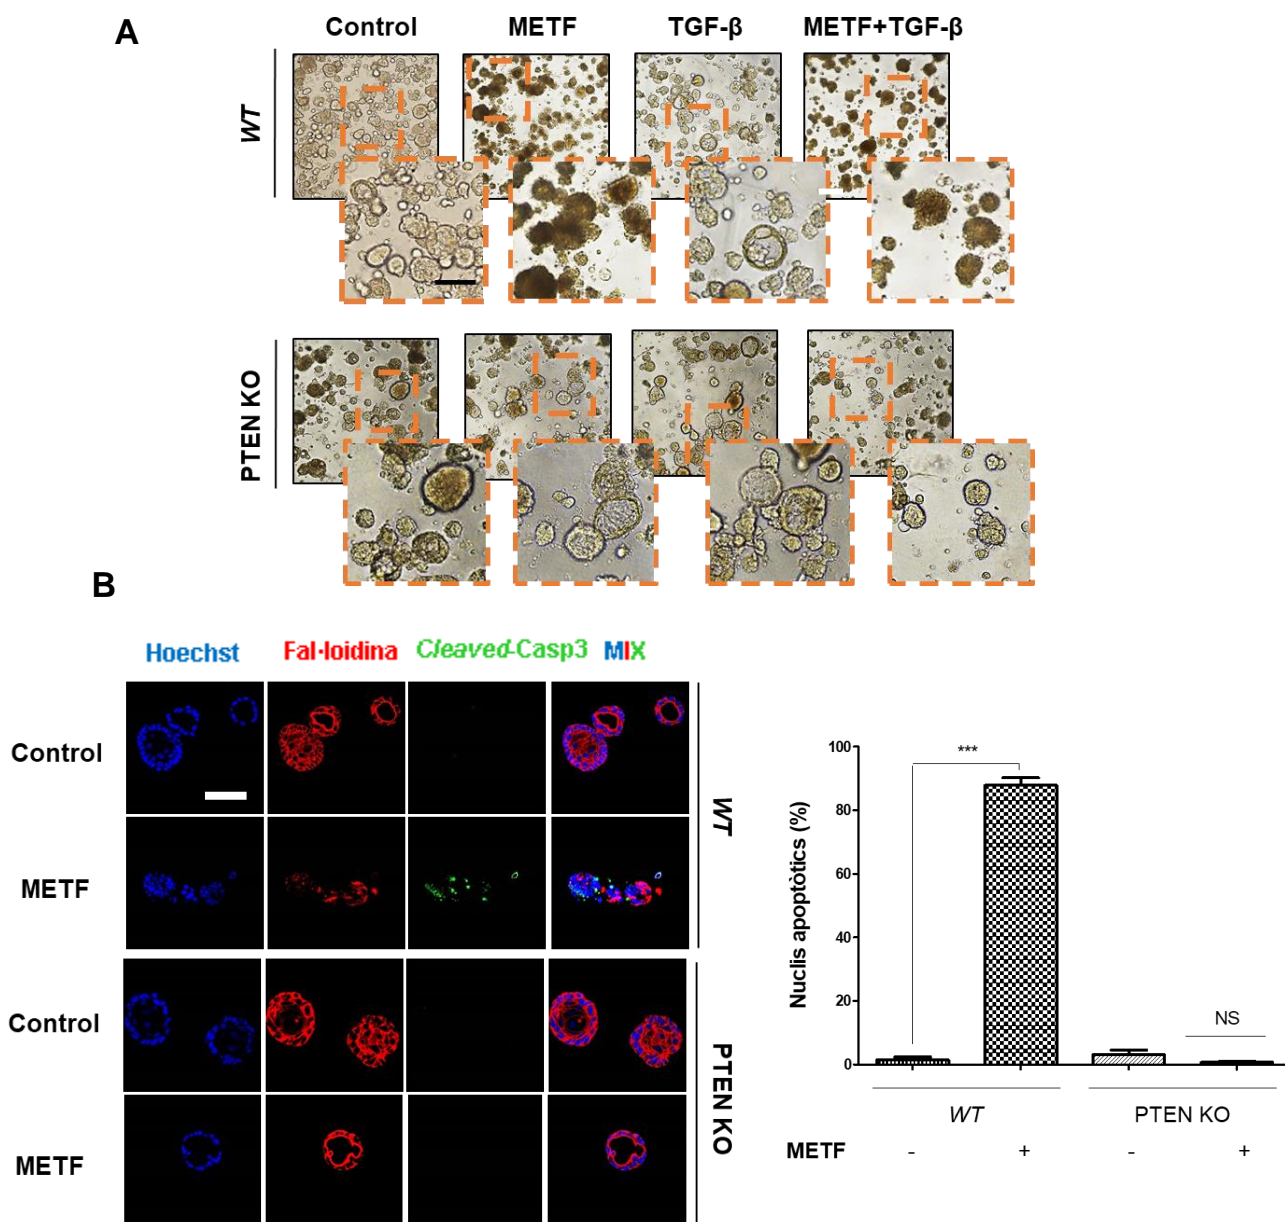 A
Control METF TGF-β METF+TGF-β
WT
PTEN KO
B
Hoechst Fal·loidina Cleaved-Casp3 MIX
Control
METF
WT
Control
METF
PTEN KO
Nuclis apoptòtics (%)
100
80
60
40
20
0
***
NS
WT PTEN KO
METF - + - +